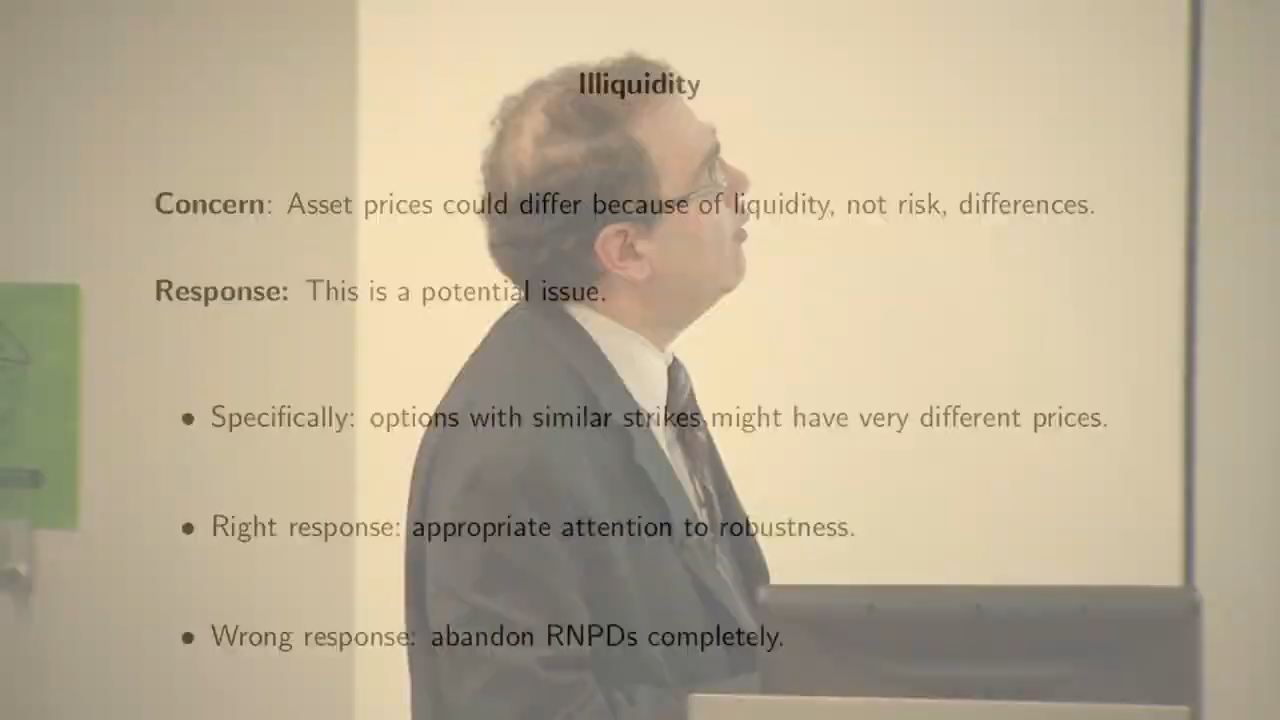 Illiquidity
Concern: Asset prices could differ because of liquidity, not risk, differences.
Response: This is a potential issue.
• Specifically: options with similar strikes might have very different prices.
• Right response: appropriate attention to robustness.
• Wrong response: abandon RNPDs completely.